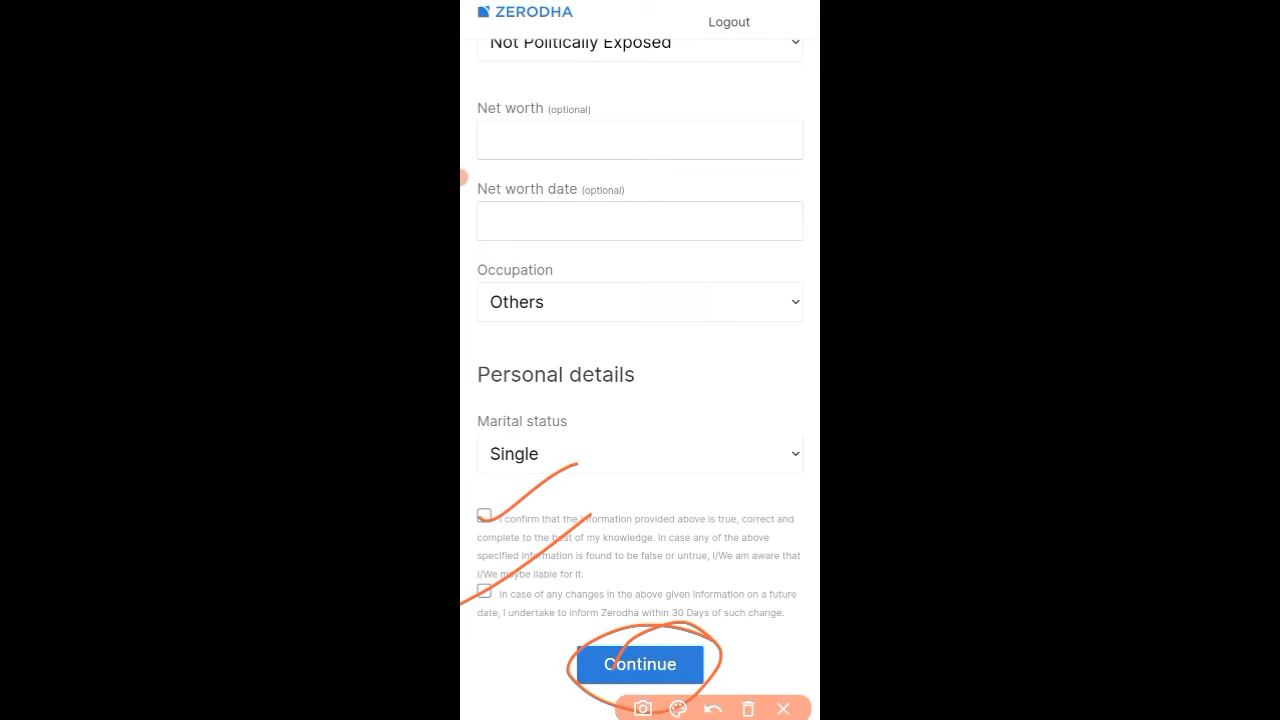 ZERODHA
Logout
Not Politically Exposed
Net worth (optional)
Net worth date (optional)
Occupation
Others
Personal details
Marital status
Single
I confirm that the information provided above is true, correct and
complete to the best of my knowledge. In case any of the above
specified information is found to be false or untrue, I/We am aware that
I/We maybe liable for it.
In case of any changes in the above given information on a future
date, I undertake to inform Zerodha within 30 Days of such change.
Continue